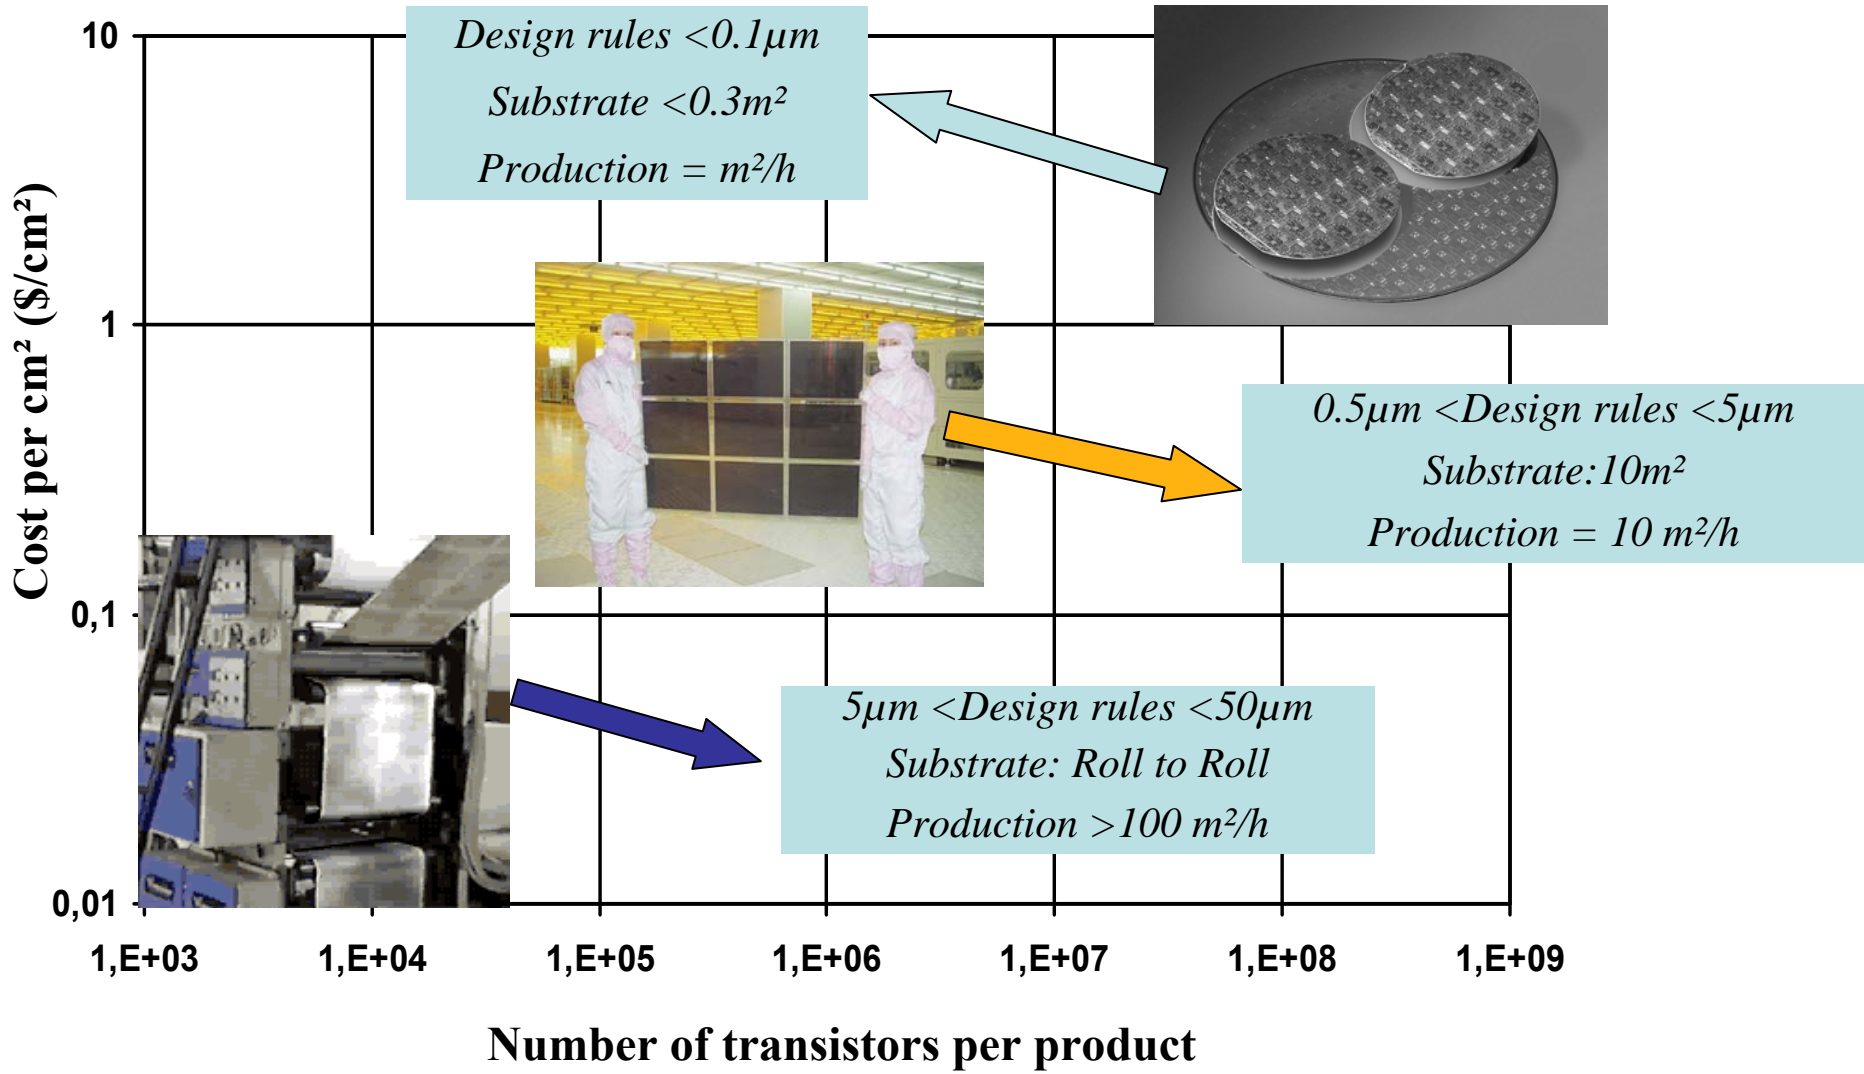 Design rules <0.1µm
Substrate <0.3m²
Production = m²/h
0.5µm <Design rules <5µm
Substrate:10m²
Production = 10 m²/h
5µm <Design rules <50µm
Substrate: Roll to Roll
Production >100 m²/h
Cost per cm² ($/cm²)
10
1
0,1
0,01
1,E+03
1,E+04
1,E+05
1,E+06
1,E+07
1,E+08
1,E+09
Number of transistors per product